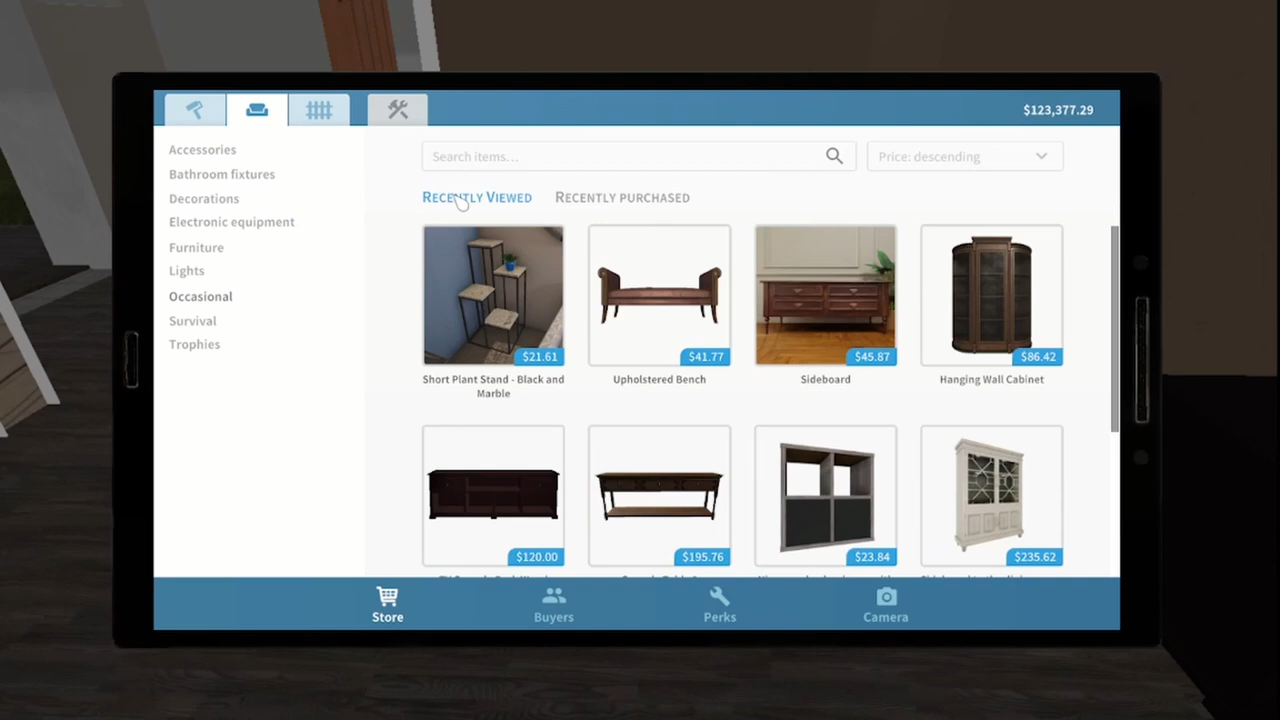 $123,377.29
Accessories
Bathroom fixtures
Decorations
Electronic equipment
Furniture
Lights
Occasional
Survival
Trophies
Search items...
Price: descending
RECENTLY VIEWED
RECENTLY PURCHASED
$21.61
$41.77
$45.87
$86.42
Short Plant Stand - Black and
Marble
Upholstered Bench
Sideboard
Hanging Wall Cabinet
$120.00
$195.76
$23.84
$235.62
Store
Buyers
Perks
Camera